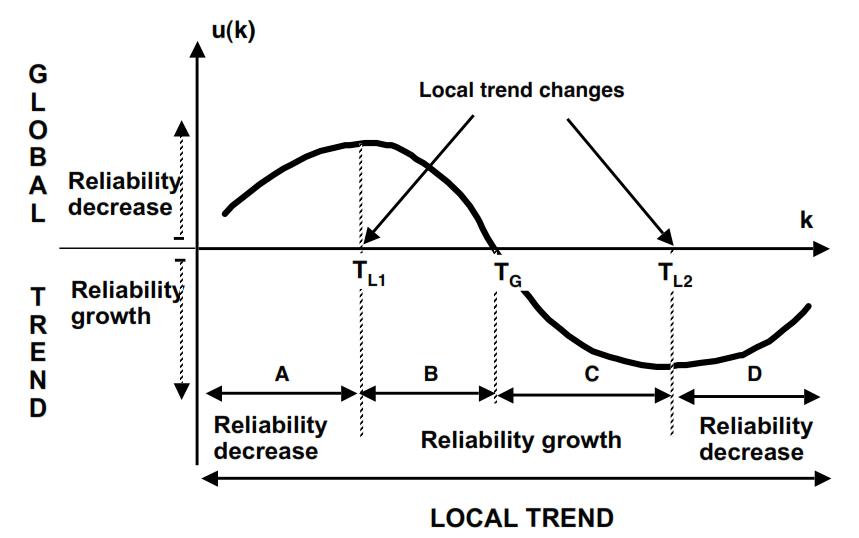 u(k)
GLOBAL
Local trend changes
Reliability
decrease
k
TL1
TG
TL2
TREND
Reliability
growth
A
B
C
D
Reliability
decrease
Reliability growth
Reliability
decrease
LOCAL TREND